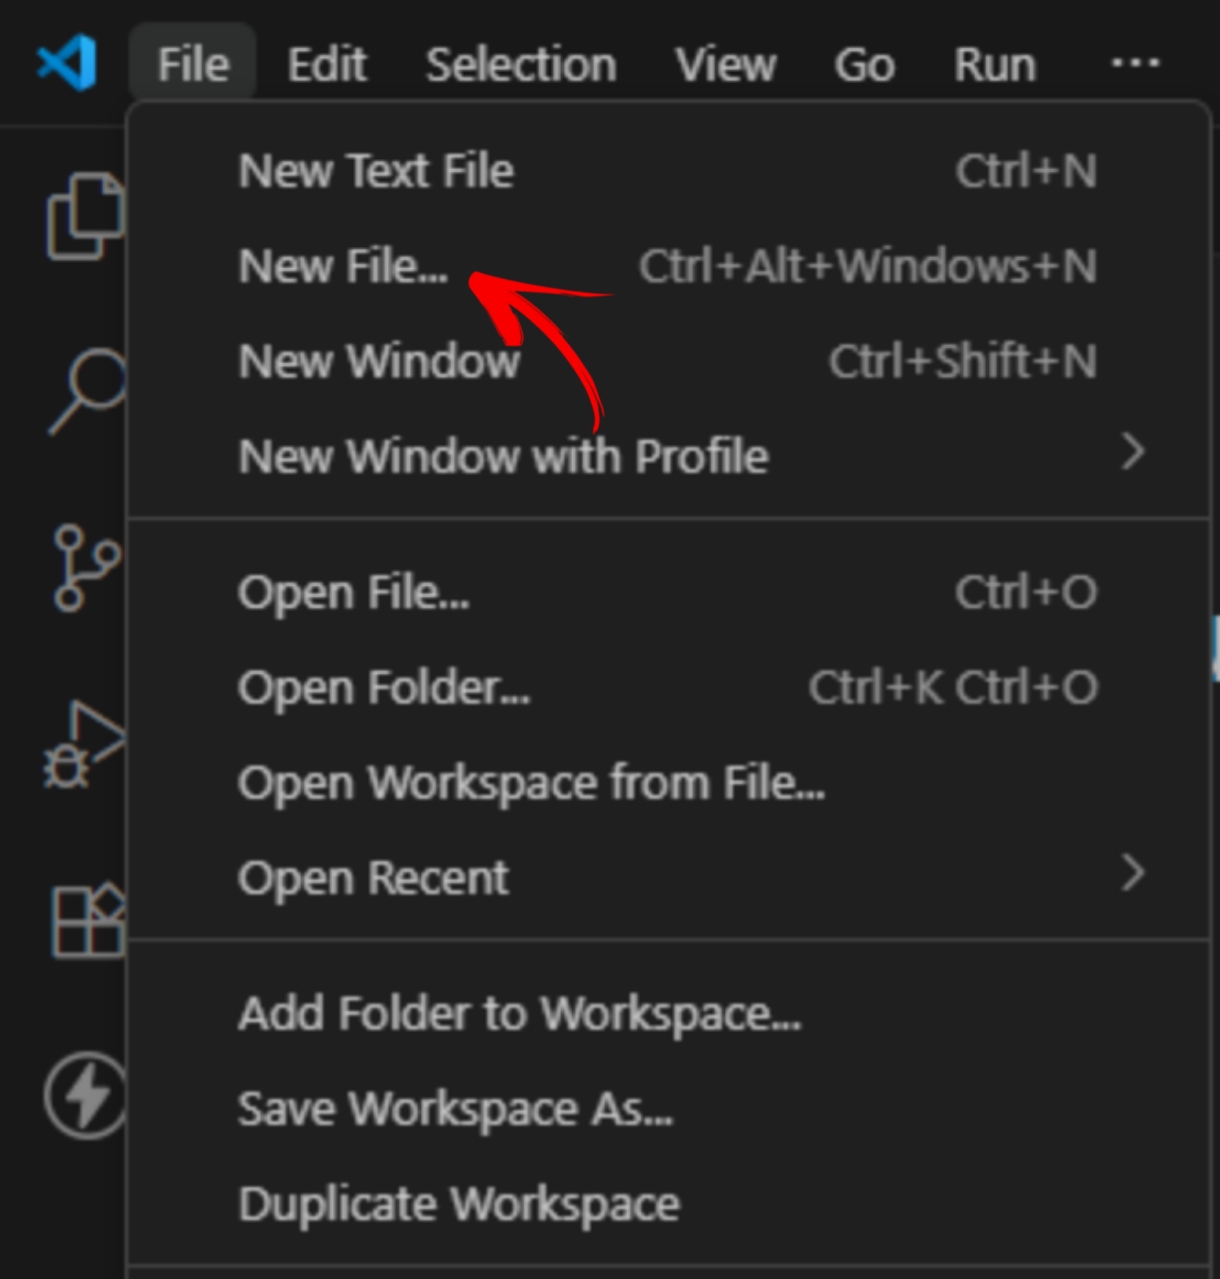 File Edit Selection View Go Run ...
New Text File Ctrl+N
New File... Ctrl+Alt+Windows+N
New Window Ctrl+Shift+N
New Window with Profile
Open File... Ctrl+O
Open Folder... Ctrl+K Ctrl+O
Open Workspace from File...
Open Recent
Add Folder to Workspace...
Save Workspace As...
Duplicate Workspace